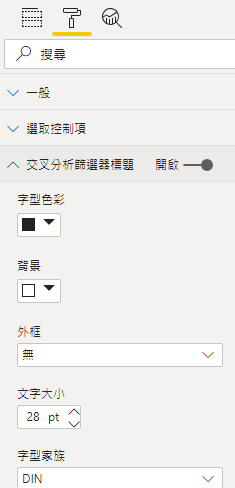 搜尋
一般
選取控制項
交叉分析篩選器標題 開啟
字型色彩
背景
外框
無
文字大小
28 pt
字型家族
DIN